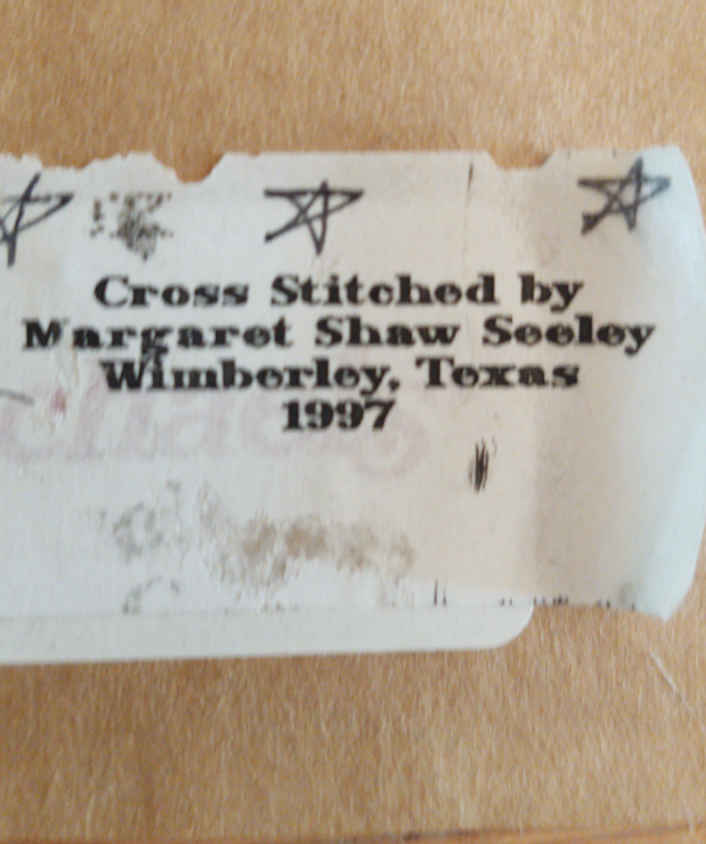 Cross Stitched by
Margaret Shaw Seeley
Wimberley, Texas
1997